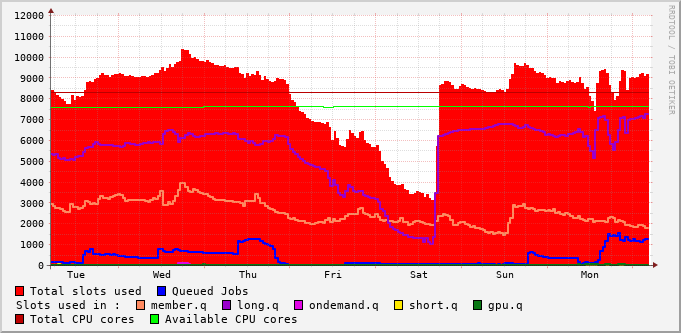 12000
11000
10000
9000
8000
7000
6000
5000
4000
3000
2000
1000
0
Tue Wed Thu Fri Sat Sun Mon
RRDTOOL / TOBI OETIKER
Total slots used Queued Jobs
Slots used in : member.q long.q ondemand.q short.q gpu.q
Total CPU cores Available CPU cores